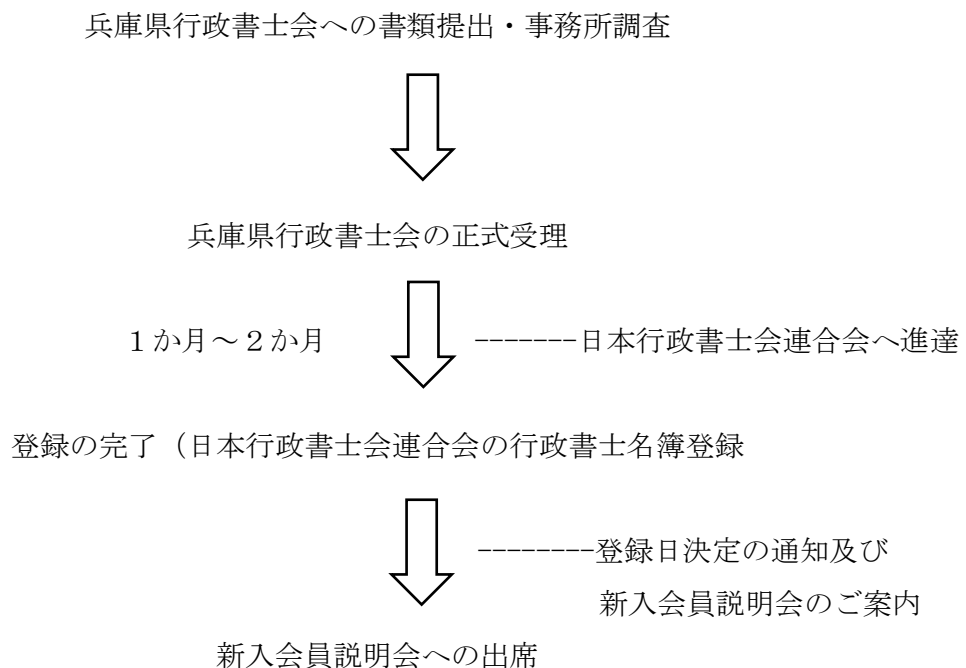 兵庫県行政書士会への書類提出・事務所調査
兵庫県行政書士会の正式受理
１か月～２か月
-------日本行政書士会連合会へ進達
登録の完了（日本行政書士会連合会の行政書士名簿登録
--------登録日決定の通知及び
新入会員説明会のご案内
新入会員説明会への出席